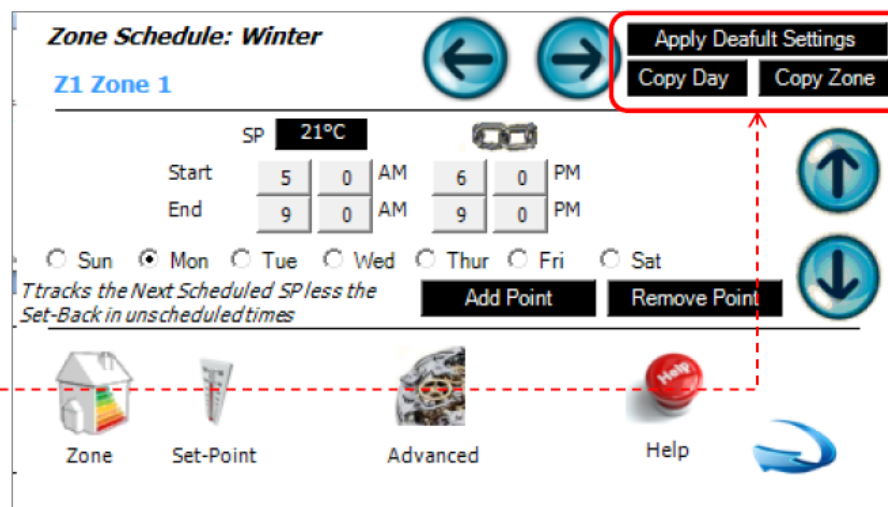 Zone Schedule: Winter
Apply Deafult Settings
Z1 Zone 1
Copy Day
Copy Zone
SP 21°C
Start 5 0 AM 6 0 PM
End 9 0 AM 9 0 PM
Sun Mon Tue Wed Thur Fri Sat
Ttracks the Next Scheduled SP less the
Set-Back in unscheduled times
Add Point
Remove Point
Help
Zone
Set-Point
Advanced
Help